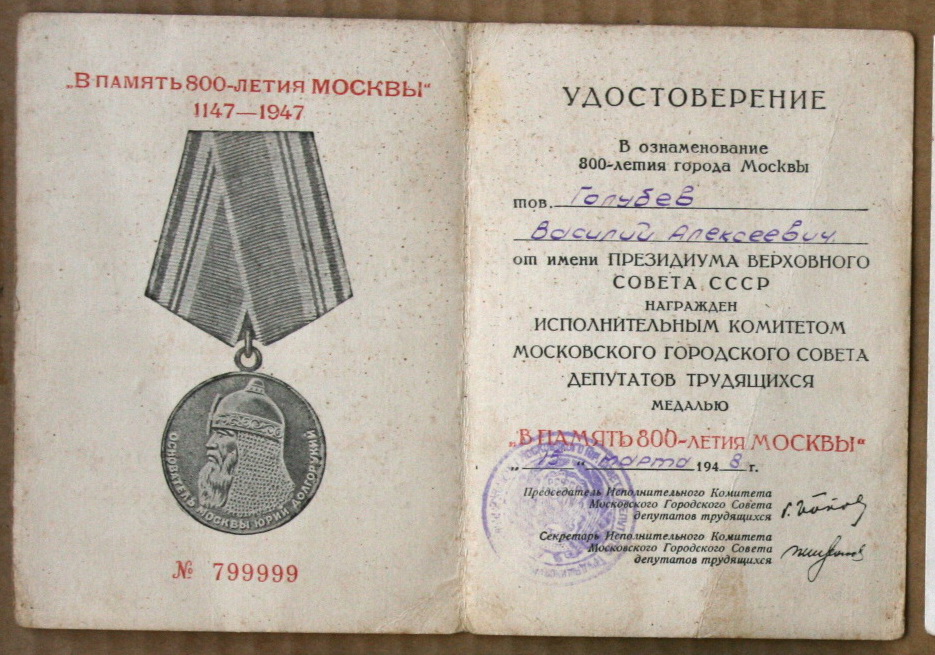 „В ПАМЯТЬ 800-ЛЕТИЯ МОСКВЫ“
1147—1947
ОСНОВАТЕЛЬ МОСКВЫ ЮРИЙ ДОЛГОРУКИЙ
№ 799999
УДОСТОВЕРЕНИЕ
В ознаменование
800-летия города Москвы
тов. Голубев
Василий Алексеевич
от имени ПРЕЗИДИУМА ВЕРХОВНОГО
СОВЕТА СССР
НАГРАЖДЕН
ИСПОЛНИТЕЛЬНЫМ КОМИТЕТОМ
МОСКОВСКОГО ГОРОДСКОГО СОВЕТА
ДЕПУТАТОВ ТРУДЯЩИХСЯ
МЕДАЛЬЮ
„В ПАМЯТЬ 800-ЛЕТИЯ МОСКВЫ“
„15“ марта 1948 г.
Председатель Исполнительного Комитета
Московского Городского Совета
депутатов трудящихся
Секретарь Исполнительного Комитета
Московского Городского Совета
депутатов трудящихся